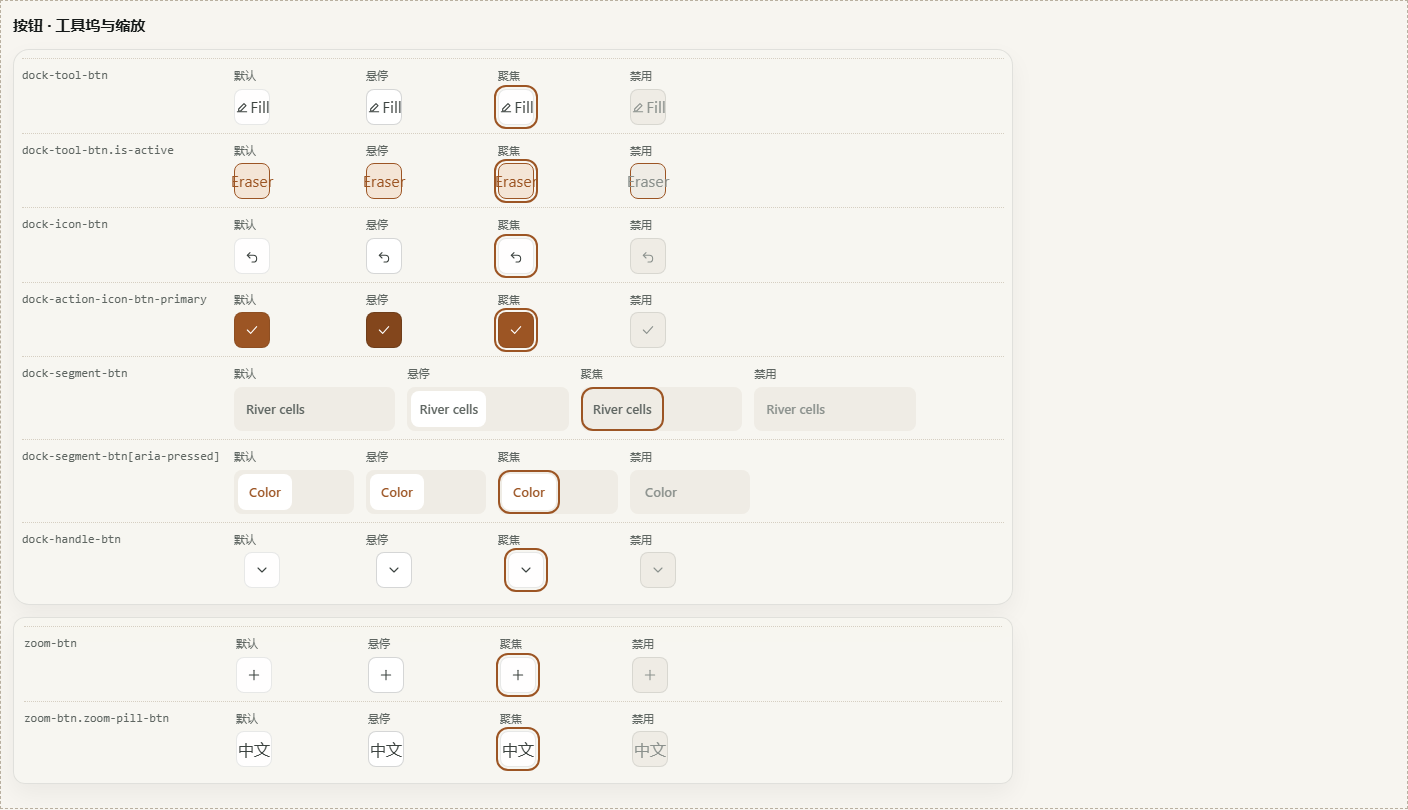 按钮 · 工具坞与缩放
dock-tool-btn 默认 悬停 聚焦 禁用
Fill Fill Fill Fill
dock-tool-btn.is-active 默认 悬停 聚焦 禁用
Eraser Eraser Eraser Eraser
dock-icon-btn 默认 悬停 聚焦 禁用
dock-action-icon-btn-primary 默认 悬停 聚焦 禁用
dock-segment-btn 默认 悬停 聚焦 禁用
River cells River cells River cells River cells
dock-segment-btn[aria-pressed] 默认 悬停 聚焦 禁用
Color Color Color Color
dock-handle-btn 默认 悬停 聚焦 禁用
zoom-btn 默认 悬停 聚焦 禁用
zoom-btn.zoom-pill-btn 默认 悬停 聚焦 禁用
中文 中文 中文 中文